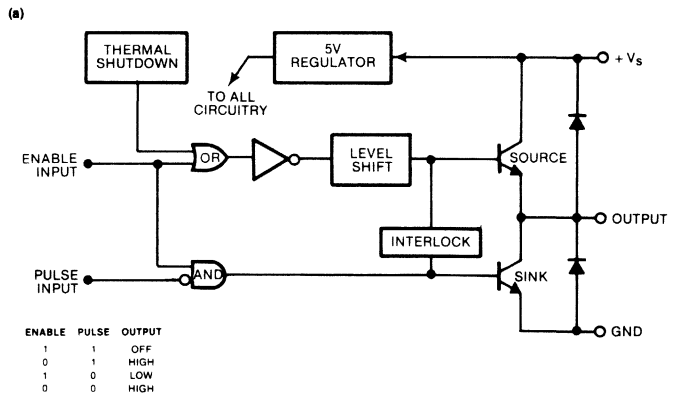 (a)
THERMAL
SHUTDOWN
5V
REGULATOR
+ Vs
TO ALL
CIRCUITRY
ENABLE
INPUT
OR
LEVEL
SHIFT
SOURCE
INTERLOCK
OUTPUT
PULSE
INPUT
AND
SINK
GND
ENABLE PULSE OUTPUT
1 1 OFF
0 1 HIGH
1 0 LOW
0 0 HIGH